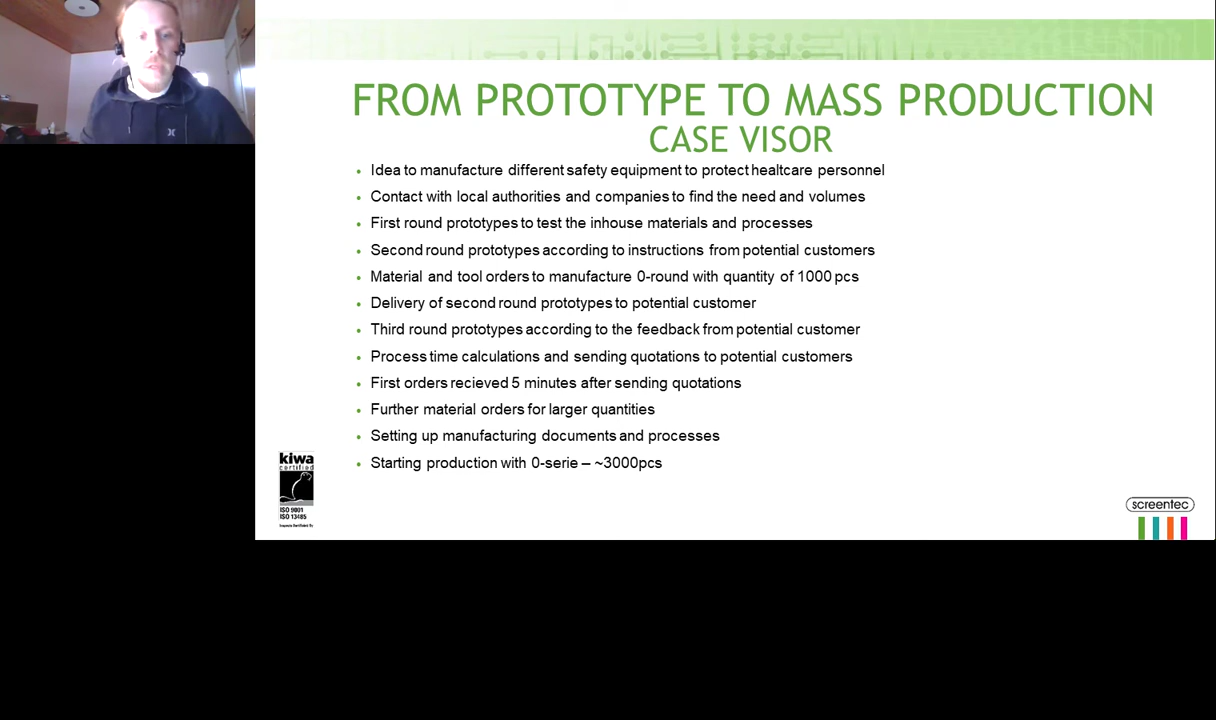 FROM PROTOTYPE TO MASS PRODUCTION
CASE VISOR
• Idea to manufacture different safety equipment to protect healtcare personnel
• Contact with local authorities and companies to find the need and volumes
• First round prototypes to test the inhouse materials and processes
• Second round prototypes according to instructions from potential customers
• Material and tool orders to manufacture 0-round with quantity of 1000 pcs
• Delivery of second round prototypes to potential customer
• Third round prototypes according to the feedback from potential customer
• Process time calculations and sending quotations to potential customers
• First orders recieved 5 minutes after sending quotations
• Further material orders for larger quantities
• Setting up manufacturing documents and processes
• Starting production with 0-serie – ~3000pcs
kiwa
certified
ISO 9001
ISO 13485
screentec